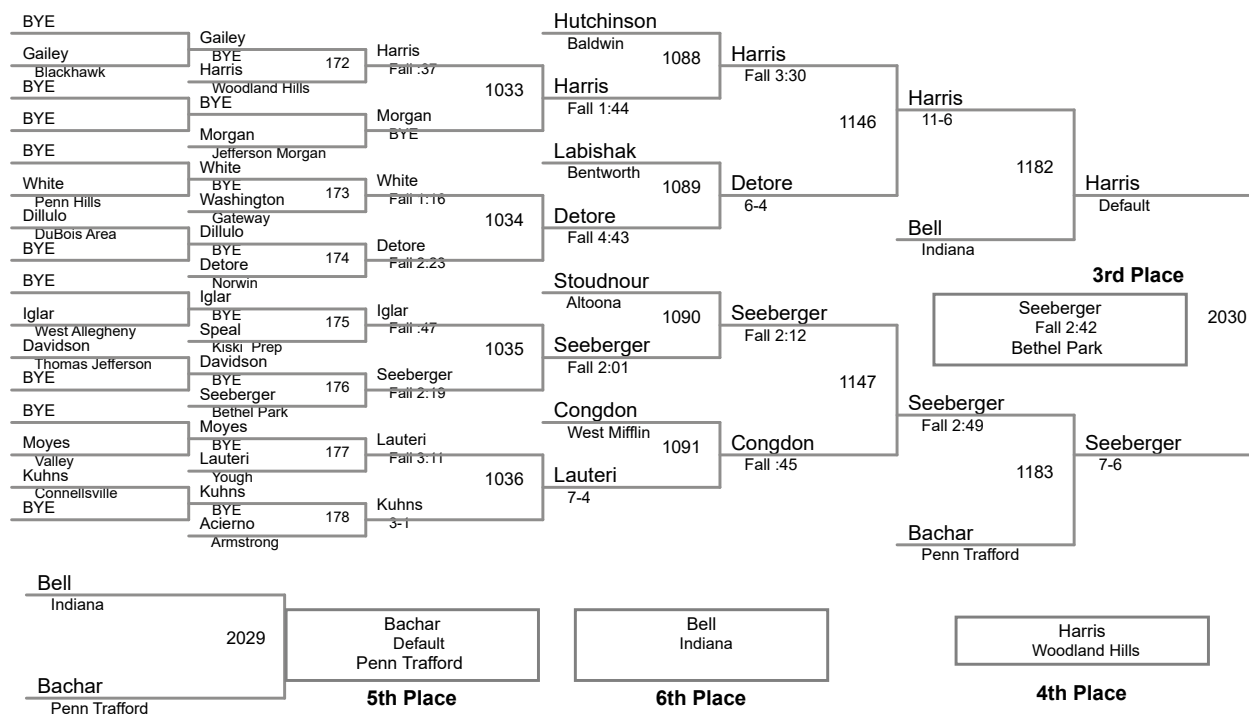 BYE
Gailey
Blackhawk
BYE
BYE
BYE
White
Penn Hills
Dillulo
DuBois Area
BYE
BYE
Iglar
West Allegheny
Davidson
Thomas Jefferson
BYE
BYE
Moyes
Valley
Kuhns
Connellsville
BYE
Gailey
BYE
172
Harris
Woodland Hills
BYE
Morgan
Jefferson Morgan
White
BYE
173
Washington
Gateway
Dillulo
BYE
174
Detore
Norwin
Iglar
BYE
175
Speal
Kiski Prep
Davidson
BYE
176
Seeberger
Bethel Park
Moyes
BYE
177
Lauteri
Yough
Kuhns
BYE
178
Acierno
Armstrong
Harris
Fall :37
1033
Morgan
BYE
White
Fall 1:16
1034
Detore
Fall 2:23
Iglar
Fall :47
1035
Seeberger
Fall 2:19
Lauteri
Fall 3:11
1036
Kuhns
3-1
Hutchinson
Baldwin
1088
Harris
Fall 1:44
Labishak
Bentworth
1089
Detore
Fall 4:43
Stoudnour
Altoona
1090
Seeberger
Fall 2:01
Congdon
West Mifflin
1091
Lauteri
7-4
Harris
Fall 3:30
1146
Detore
6-4
Seeberger
Fall 2:12
1147
Congdon
Fall :45
Harris
11-6
1182
Bell
Indiana
Seeberger
Fall 2:49
1183
Bachar
Penn Trafford
Harris
Default
3rd Place
Seeberger
Fall 2:42
Bethel Park
2030
Seeberger
7-6
Bell
Indiana
2029
Bachar
Penn Trafford
Bachar
Default
Penn Trafford
5th Place
Bell
Indiana
6th Place
Harris
Woodland Hills
4th Place